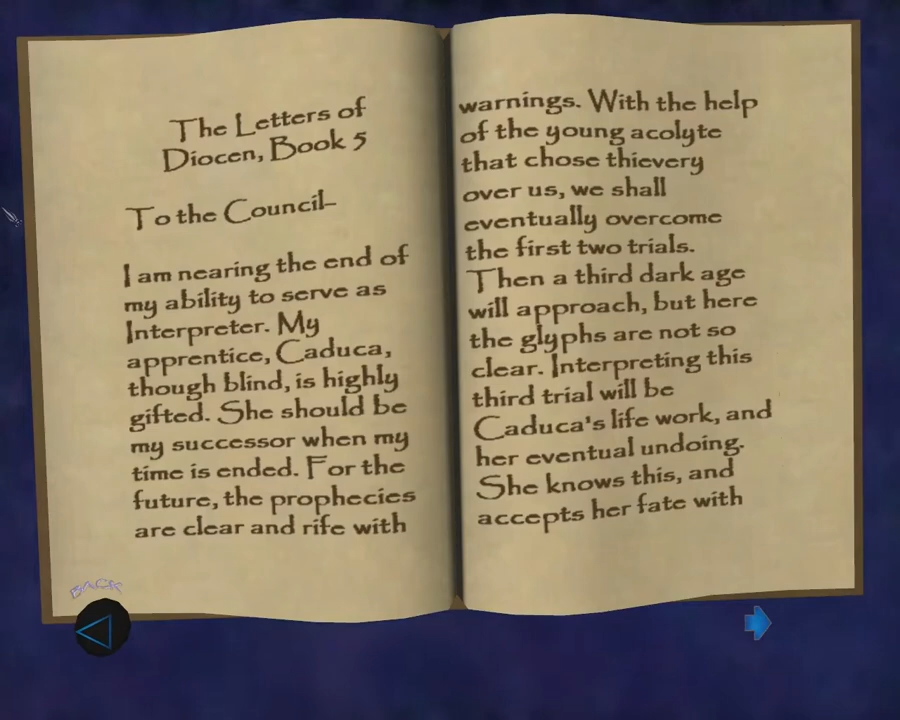 The Letters of
Diocen, Book 5
To the Council-
I am nearing the end of
my ability to serve as
Interpreter. My
apprentice, Caduca,
though blind, is highly
gifted. She should be
my successor when my
time is ended. For the
future, the prophecies
are clear and rife with
warnings. With the help
of the young acolyte
that chose thievery
over us, we shall
eventually overcome
the first two trials.
Then a third dark age
will approach, but here
the glyphs are not so
clear. Interpreting this
third trial will be
Caduca's life work, and
her eventual undoing.
She knows this, and
accepts her fate with
BACK